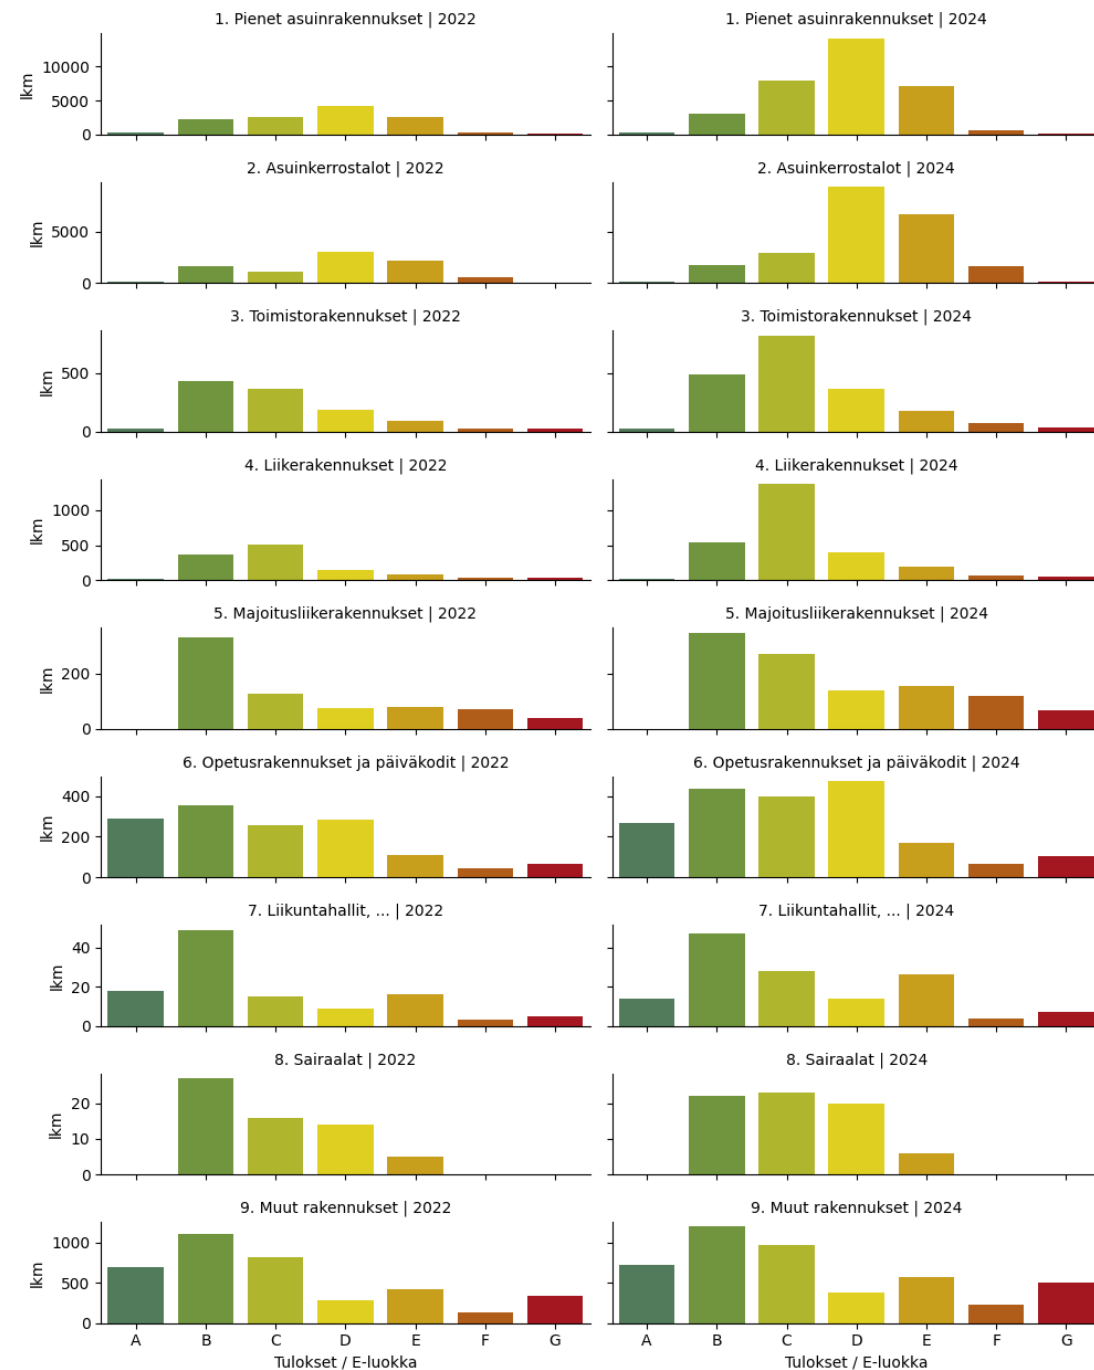 1. Pienet asuinrakennukset | 2022
1. Pienet asuinrakennukset | 2024
lkm
10000
5000
0
2. Asuinkerrostalot | 2022
2. Asuinkerrostalot | 2024
lkm
5000
0
3. Toimistorakennukset | 2022
3. Toimistorakennukset | 2024
lkm
500
0
4. Liikerakennukset | 2022
4. Liikerakennukset | 2024
lkm
1000
500
0
5. Majoitusliikerakennukset | 2022
5. Majoitusliikerakennukset | 2024
lkm
200
0
6. Opetusrakennukset ja päiväkodit | 2022
6. Opetusrakennukset ja päiväkodit | 2024
lkm
400
200
0
7. Liikuntahallit, ... | 2022
7. Liikuntahallit, ... | 2024
lkm
40
20
0
8. Sairaalat | 2022
8. Sairaalat | 2024
lkm
20
10
0
9. Muut rakennukset | 2022
9. Muut rakennukset | 2024
lkm
1000
500
0
A B C D E F G
A B C D E F G
Tulokset / E-luokka
Tulokset / E-luokka